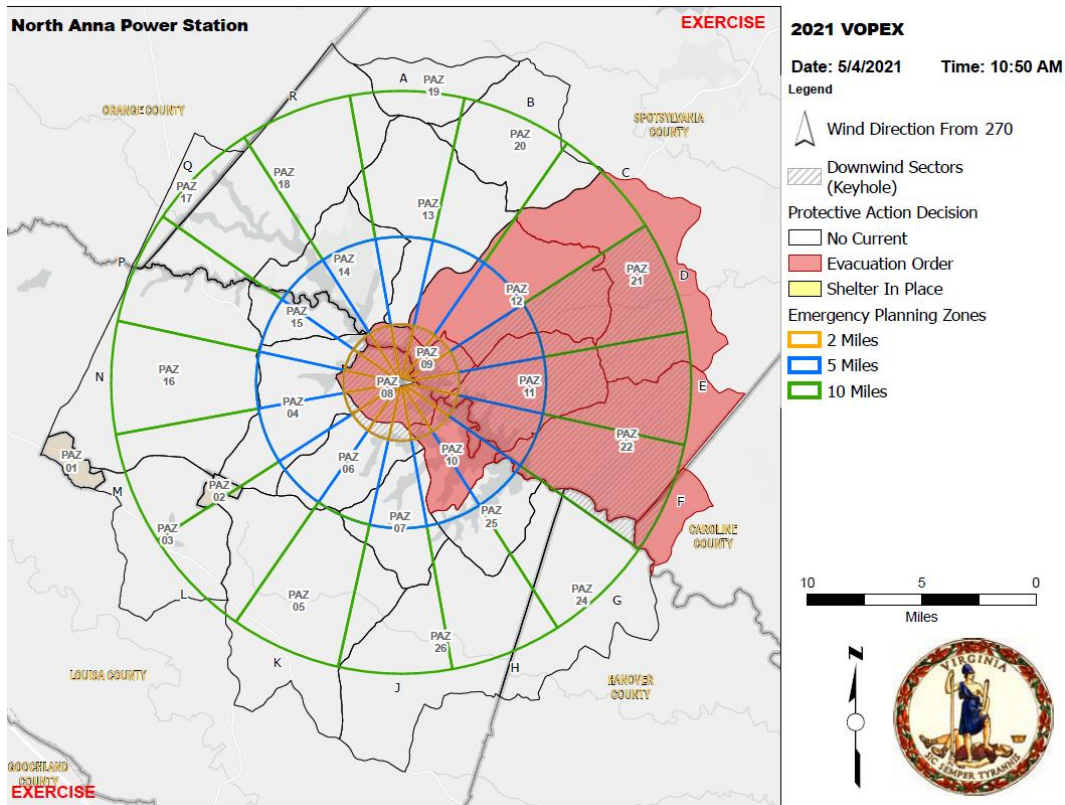 North Anna Power Station
EXERCISE
2021 VOPEX
Date: 5/4/2021 Time: 10:50 AM
Legend
Wind Direction From 270
Downwind Sectors
(Keyhole)
Protective Action Decision
No Current
Evacuation Order
Shelter In Place
Emergency Planning Zones
2 Miles
5 Miles
10 Miles
10 5 0
Miles
N
VIRGINIA
SIC SEMPER TYRANNIS
ORANGE COUNTY
SPOTSYLVANIA
COUNTY
CAROLINE
COUNTY
HANOVER
COUNTY
LOUISA COUNTY
GOOCHLAND
COUNTY
EXERCISE
A
B
C
D
E
F
G
H
J
K
L
M
N
P
Q
R
PAZ
19
PAZ
20
PAZ
17
PAZ
18
PAZ
13
PAZ
14
PAZ
12
PAZ
21
PAZ
15
PAZ
09
PAZ
16
PAZ
08
PAZ
11
PAZ
04
PAZ
22
PAZ
10
PAZ
06
PAZ
01
PAZ
02
PAZ
03
PAZ
07
PAZ
25
PAZ
05
PAZ
24
PAZ
26